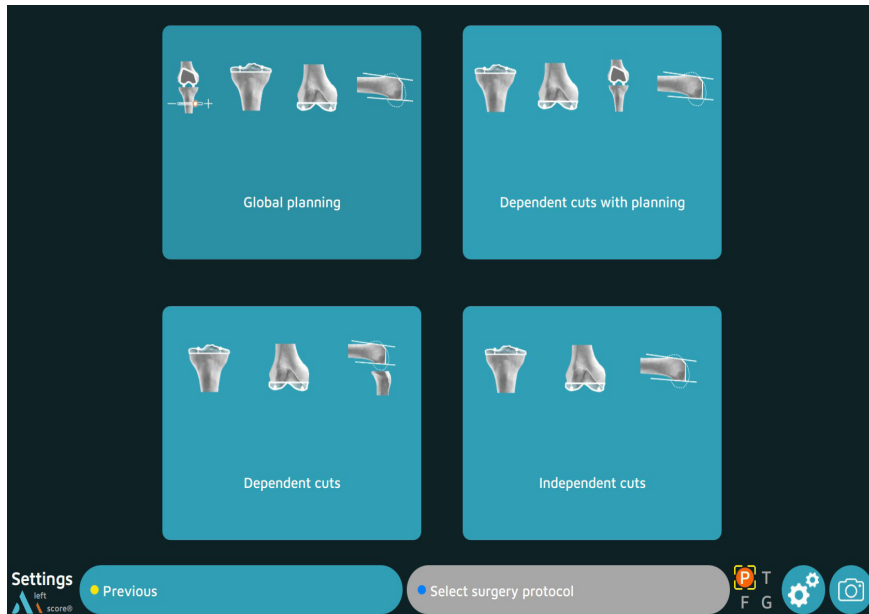 Global planning
Dependent cuts with planning
Dependent cuts
Independent cuts
Settings
left
score®
Previous
Select surgery protocol
P T
F G